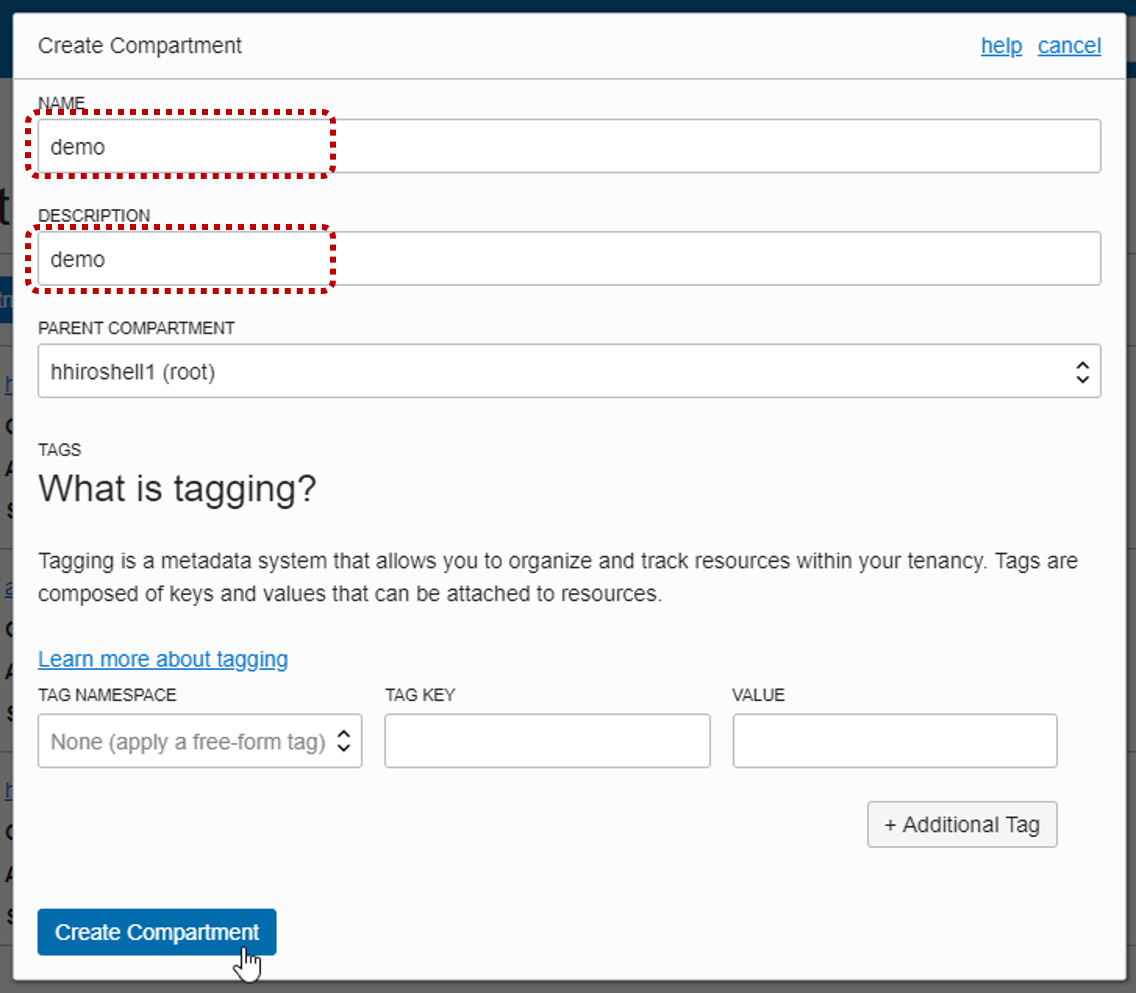 Create Compartment help cancel
NAME
demo
DESCRIPTION
demo
PARENT COMPARTMENT
hhiroshell1 (root)
TAGS
What is tagging?
Tagging is a metadata system that allows you to organize and track resources within your tenancy. Tags are
composed of keys and values that can be attached to resources.
Learn more about tagging
TAG NAMESPACE TAG KEY VALUE
None (apply a free-form tag)
+ Additional Tag
Create Compartment